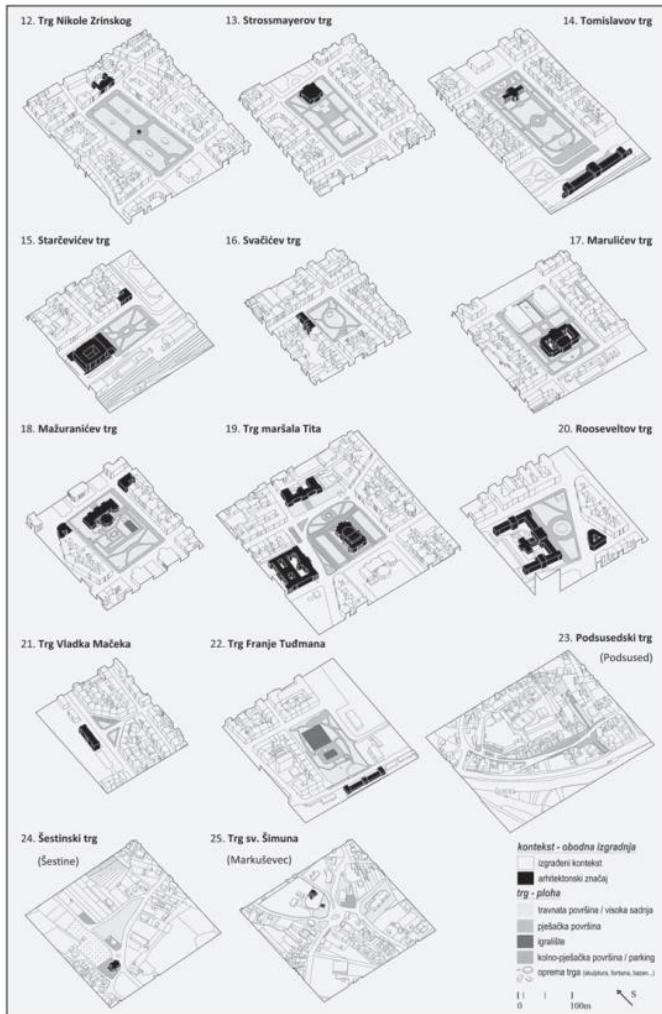 12. Trg Nikole Zrinskog
13. Strossmayerov trg
14. Tomislavov trg
15. Starčevićev trg
16. Svačićev trg
17. Marulićev trg
18. Mažuranićev trg
19. Trg maršala Tita
20. Rooseveltov trg
21. Trg Vladka Mačeka
22. Trg Franje Tuđmana
23. Podsusedski trg
(Podsused)
24. Šestinski trg
(Šestine)
25. Trg sv. Šimuna
(Markuševec)
kontekst - obodna izgradnja
izgrađeni kontekst
arhitektonski značaj
trg - ploha
travnata površina / visoka sadnja
pješačka površina
igralište
kolno-pješačka površina / parking
oprema trga (skulptura, fontana, bazen...)
0 100m
S